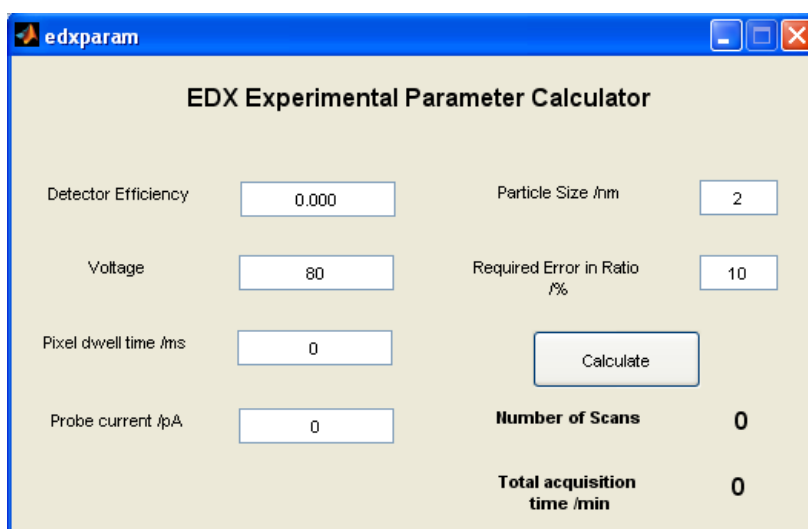 edxparam
EDX Experimental Parameter Calculator
Detector Efficiency 0.000 Particle Size /nm 2
Voltage 80 Required Error in Ratio
/% 10
Pixel dwell time /ms 0
Calculate
Probe current /pA 0 Number of Scans 0
Total acquisition
time /min 0